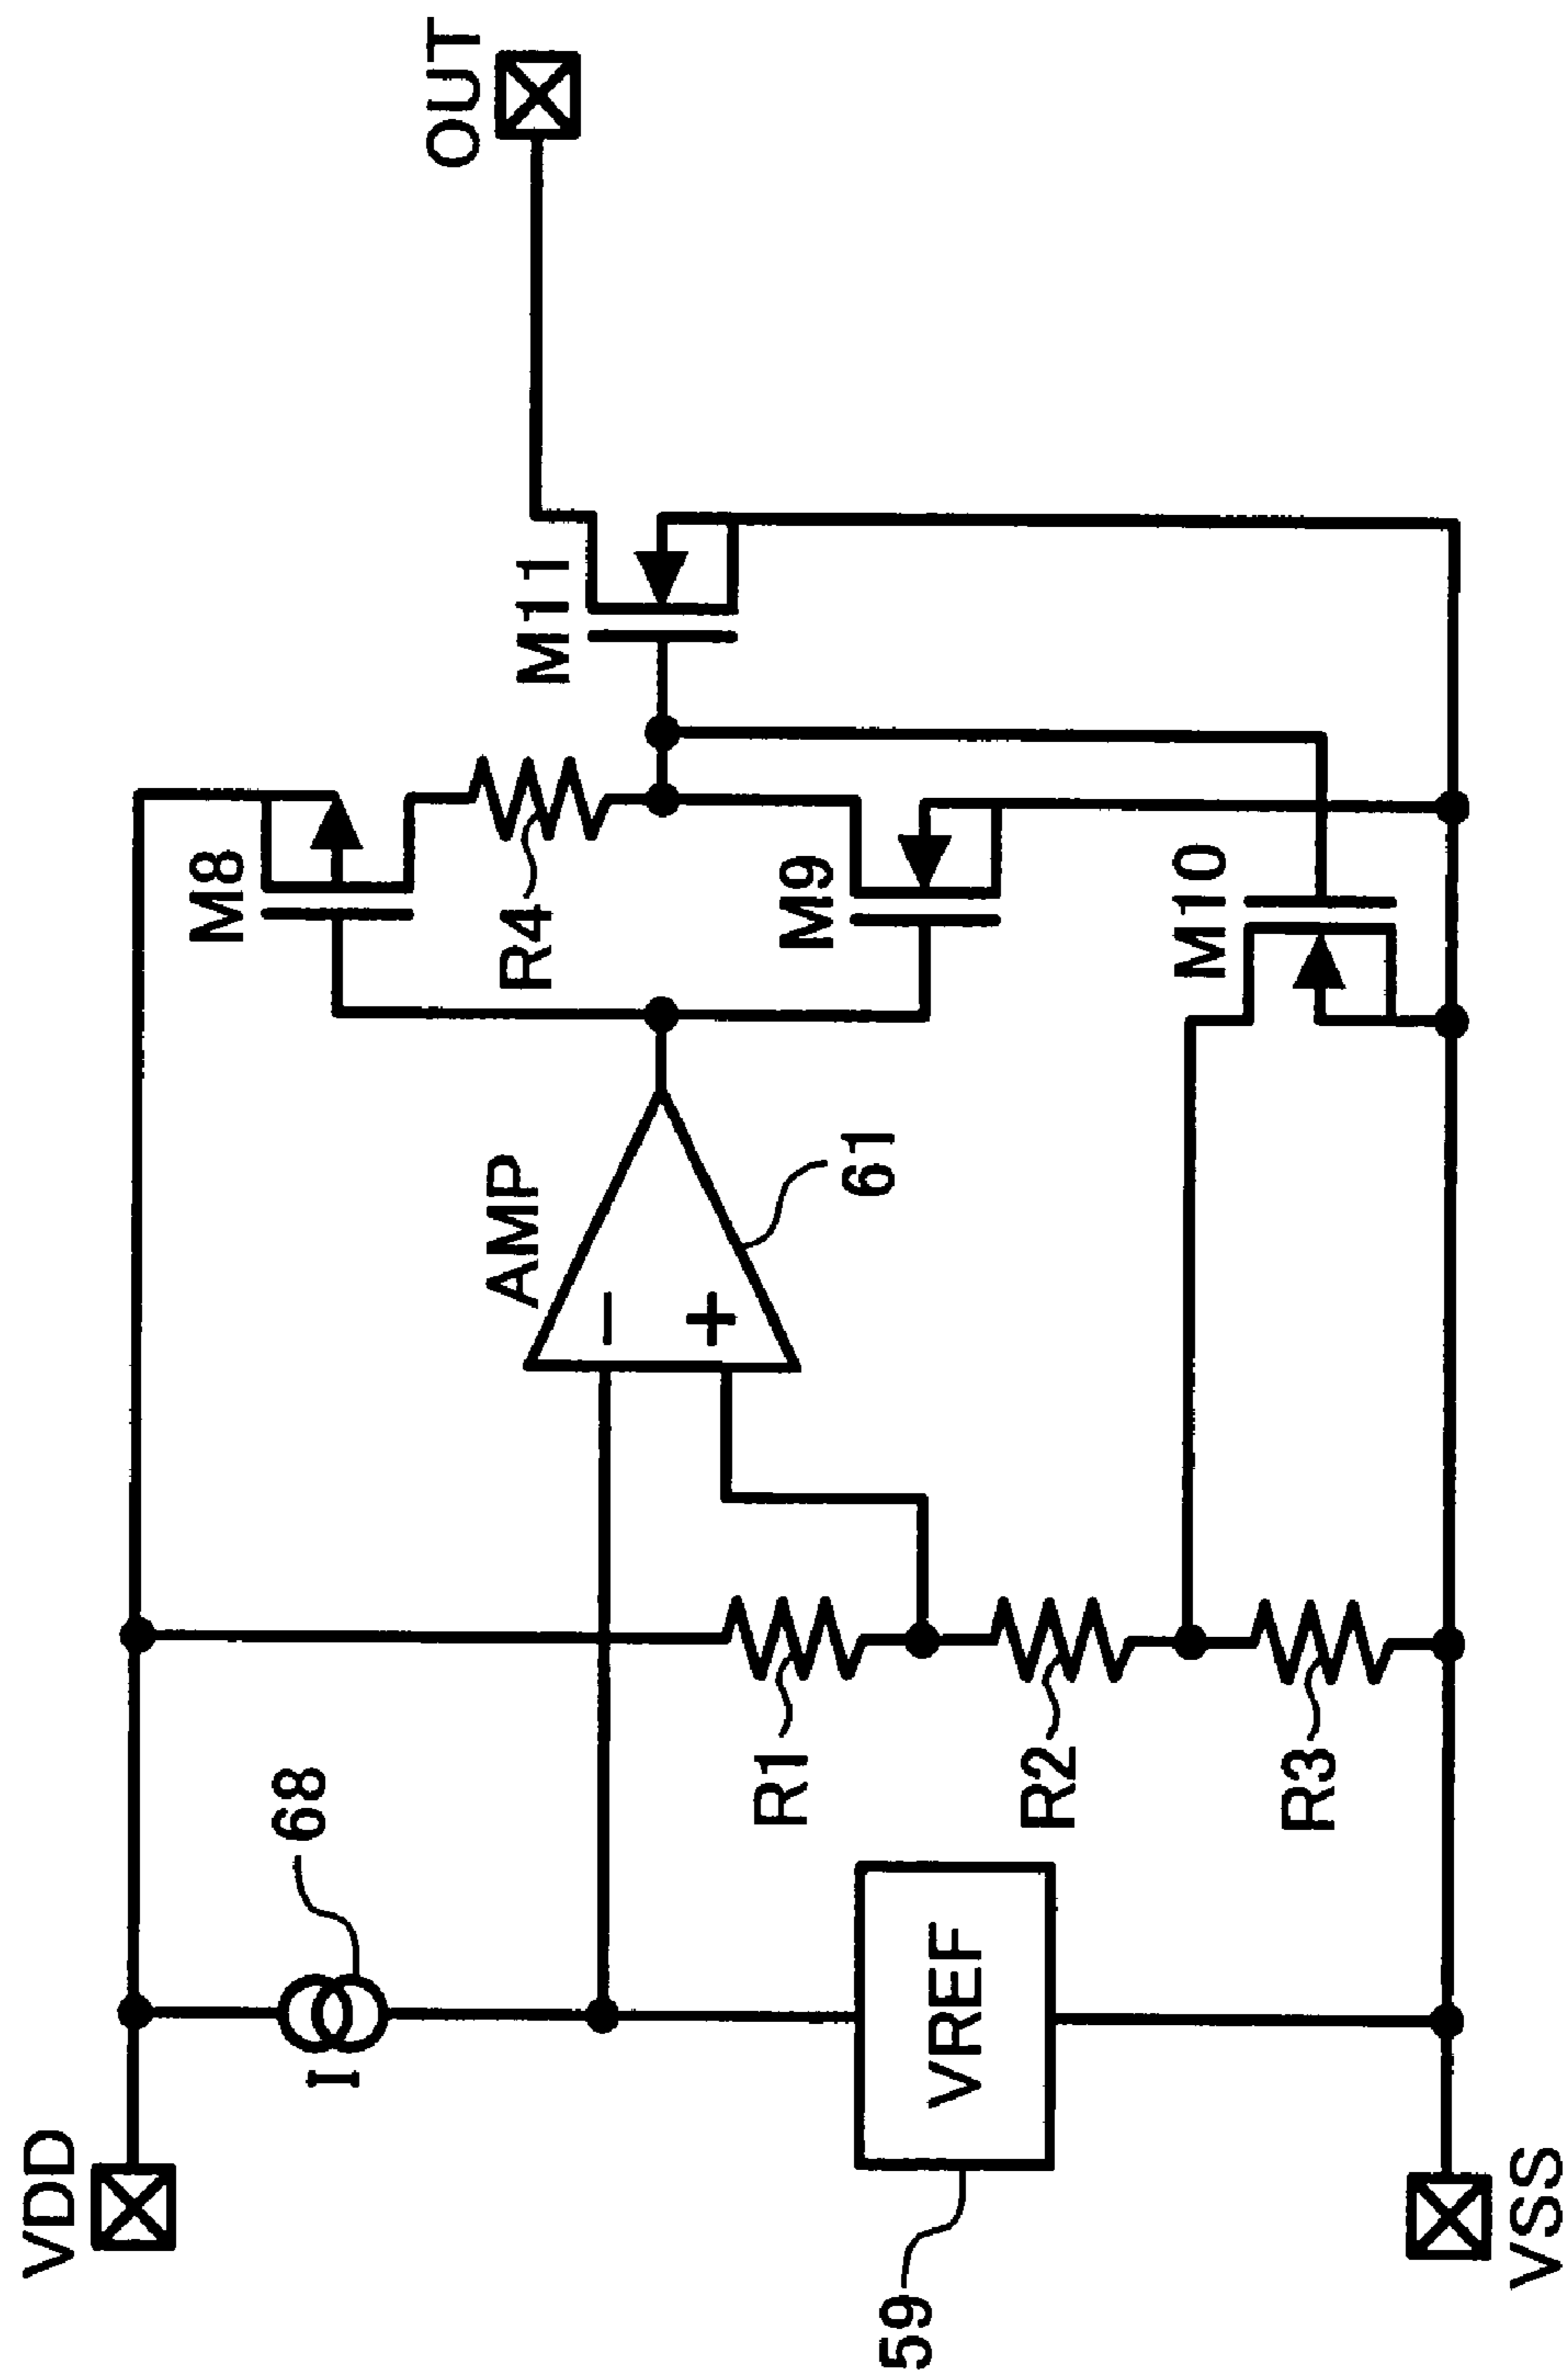 VDD
I
68
59
VREF
VSS
R1
R2
R3
AMP
−
+
61
M8
R4
M9
M10
M11
OUT